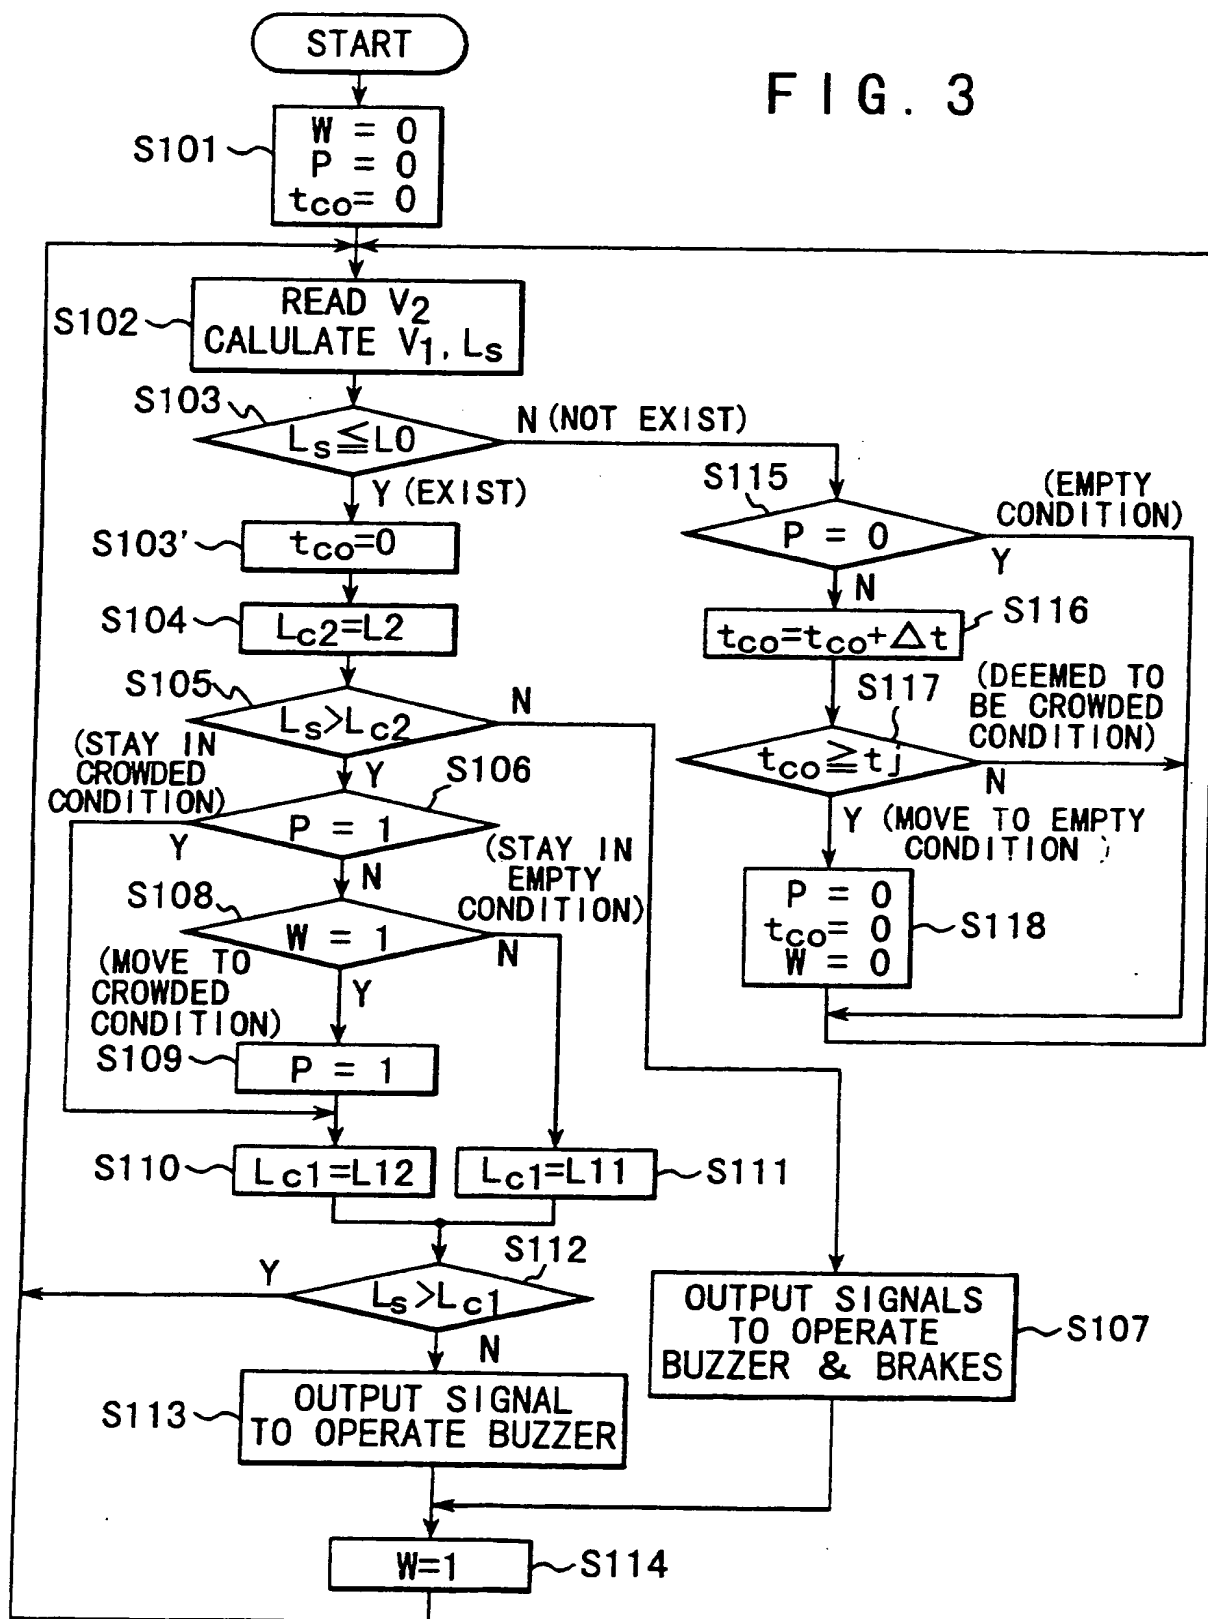 START
FIG. 3
S101
W = 0
P = 0
tco= 0
S102
READ V2
CALULATE V1, Ls
S103
Ls≦L0
N (NOT EXIST)
Y (EXIST)
S115
P = 0
(EMPTY
CONDITION)
Y
N
S103'
tco=0
S116
tco=tco+△t
S104
Lc2=L2
S105
Ls>Lc2
N
Y
S117
tco≧tj
(DEEMED TO
BE CROWDED
CONDITION)
N
Y (MOVE TO EMPTY
CONDITION )
(STAY IN
CROWDED
CONDITION)
S106
P = 1
Y
N
(STAY IN
EMPTY
CONDITION)
S108
W = 1
N
Y
(MOVE TO
CROWDED
CONDITION)
P = 0
tco= 0
W = 0
S118
S109
P = 1
S110
Lc1=L12
Lc1=L11
S111
S112
Ls>Lc1
Y
N
OUTPUT SIGNALS
TO OPERATE
BUZZER & BRAKES
S107
S113
OUTPUT SIGNAL
TO OPERATE BUZZER
W=1
S114